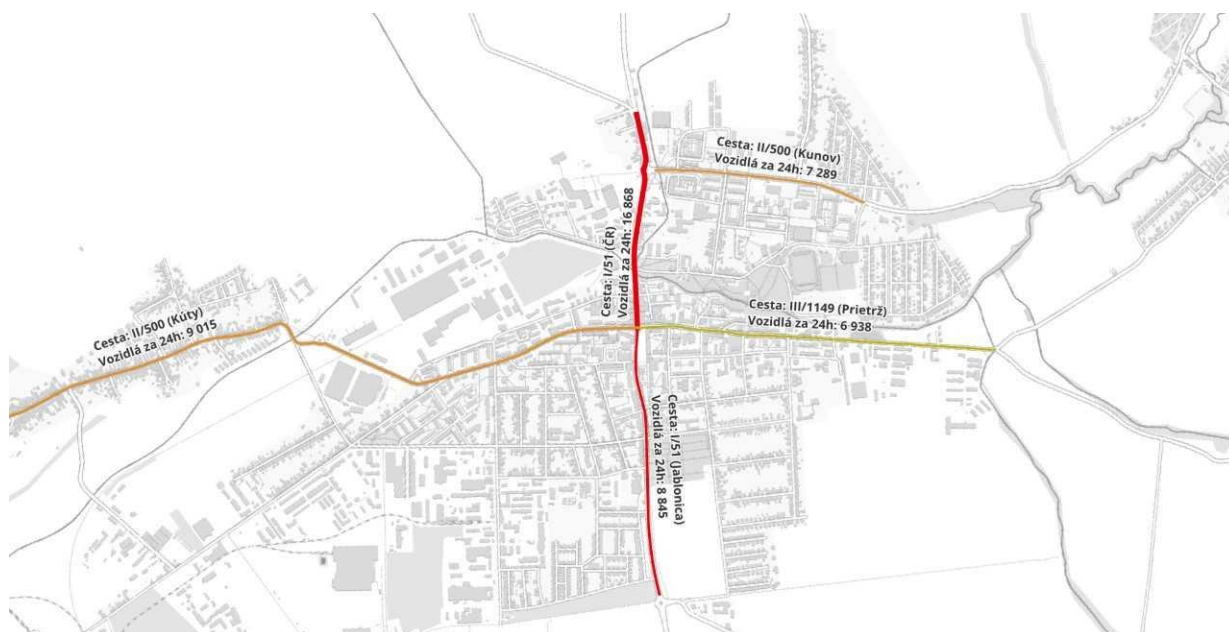 Cesta: II/500 (Kunov)
Vozidlá za 24h: 7 289
Cesta: I/51 (ČR)
Vozidlá za 24h: 16 868
Cesta: III/1149 (Prietrž)
Vozidlá za 24h: 6 938
Cesta: II/500 (Kúty)
Vozidlá za 24h: 9 015
Cesta: I/51 (Jablonica)
Vozidlá za 24h: 8 845